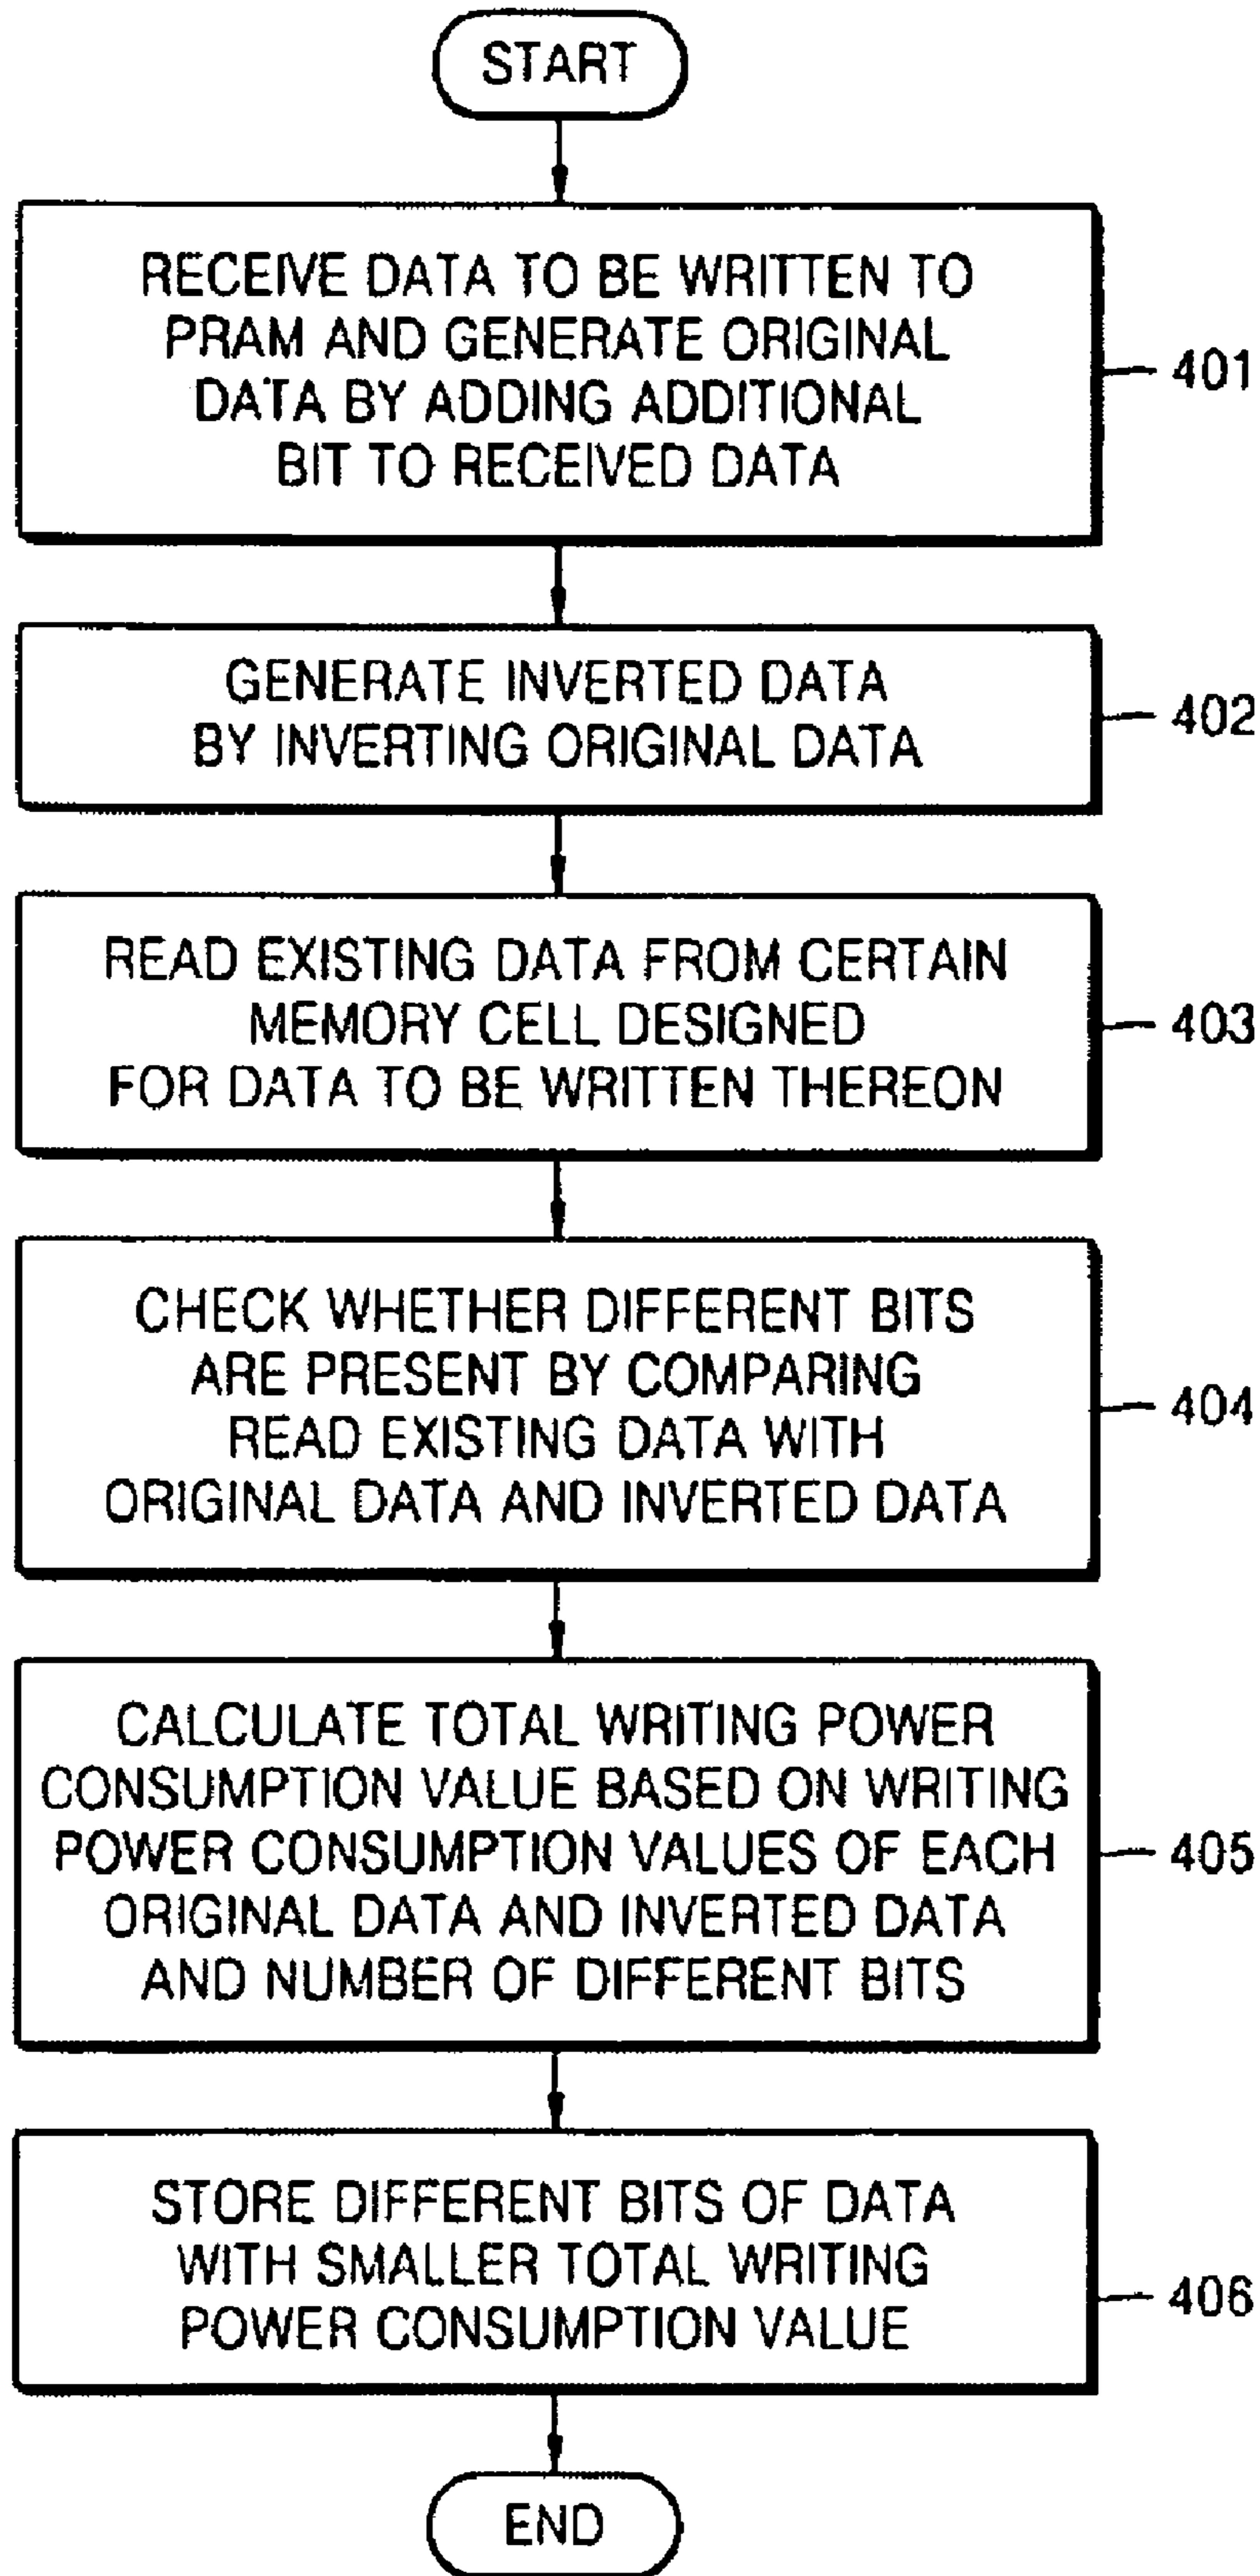 START
RECEIVE DATA TO BE WRITTEN TO
PRAM AND GENERATE ORIGINAL
DATA BY ADDING ADDITIONAL
BIT TO RECEIVED DATA
401
GENERATE INVERTED DATA
BY INVERTING ORIGINAL DATA
402
READ EXISTING DATA FROM CERTAIN
MEMORY CELL DESIGNED
FOR DATA TO BE WRITTEN THEREON
403
CHECK WHETHER DIFFERENT BITS
ARE PRESENT BY COMPARING
READ EXISTING DATA WITH
ORIGINAL DATA AND INVERTED DATA
404
CALCULATE TOTAL WRITING POWER
CONSUMPTION VALUE BASED ON WRITING
POWER CONSUMPTION VALUES OF EACH
ORIGINAL DATA AND INVERTED DATA
AND NUMBER OF DIFFERENT BITS
405
STORE DIFFERENT BITS OF DATA
WITH SMALLER TOTAL WRITING
POWER CONSUMPTION VALUE
406
END